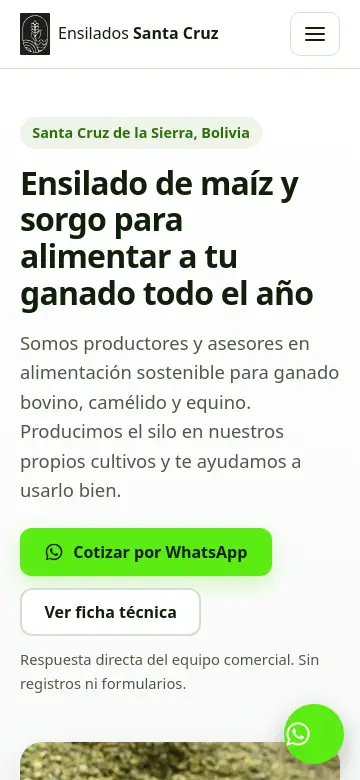 Ensilados Santa Cruz
Santa Cruz de la Sierra, Bolivia
Ensilado de maíz y
sorgo para
alimentar a tu
ganado todo el año
Somos productores y asesores en
alimentación sostenible para ganado
bovino, camélido y equino.
Producimos el silo en nuestros
propios cultivos y te ayudamos a
usarlo bien.
Cotizar por WhatsApp
Ver ficha técnica
Respuesta directa del equipo comercial. Sin
registros ni formularios.